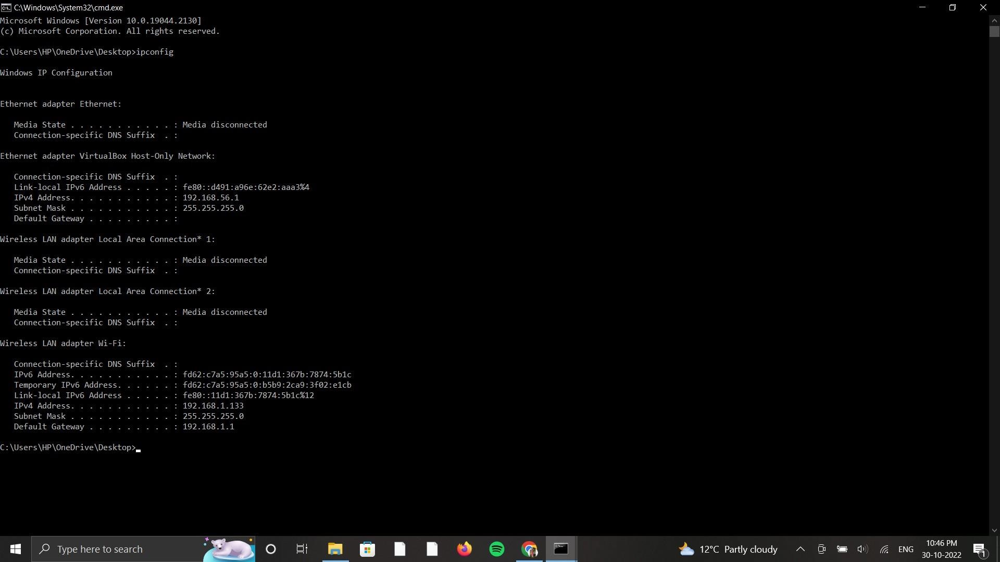 C:\Windows\System32\cmd.exe
Microsoft Windows [Version 10.0.19044.2130]
(c) Microsoft Corporation. All rights reserved.
C:\Users\HP\OneDrive\Desktop>ipconfig
Windows IP Configuration
Ethernet adapter Ethernet:
Media State . . . . . . . . . . . : Media disconnected
Connection-specific DNS Suffix  . :
Ethernet adapter VirtualBox Host-Only Network:
Connection-specific DNS Suffix  . :
Link-local IPv6 Address . . . . . : fe80::d491:a96e:62e2:aaa3%4
IPv4 Address. . . . . . . . . . . : 192.168.56.1
Subnet Mask . . . . . . . . . . . : 255.255.255.0
Default Gateway . . . . . . . . . :
Wireless LAN adapter Local Area Connection* 1:
Media State . . . . . . . . . . . : Media disconnected
Connection-specific DNS Suffix  . :
Wireless LAN adapter Local Area Connection* 2:
Media State . . . . . . . . . . . : Media disconnected
Connection-specific DNS Suffix  . :
Wireless LAN adapter Wi-Fi:
Connection-specific DNS Suffix  . :
IPv6 Address. . . . . . . . . . . : fd62:c7a5:95a5:0:11d1:367b:7874:5b1c
Temporary IPv6 Address. . . . . . : fd62:c7a5:95a5:0:b5b9:2ca9:3f02:e1cb
Link-local IPv6 Address . . . . . : fe80::11d1:367b:7874:5b1c%12
IPv4 Address. . . . . . . . . . . : 192.168.1.133
Subnet Mask . . . . . . . . . . . : 255.255.255.0
Default Gateway . . . . . . . . . : 192.168.1.1
C:\Users\HP\OneDrive\Desktop>
Type here to search
12°C Partly cloudy
ENG
10:46 PM
30-10-2022
1